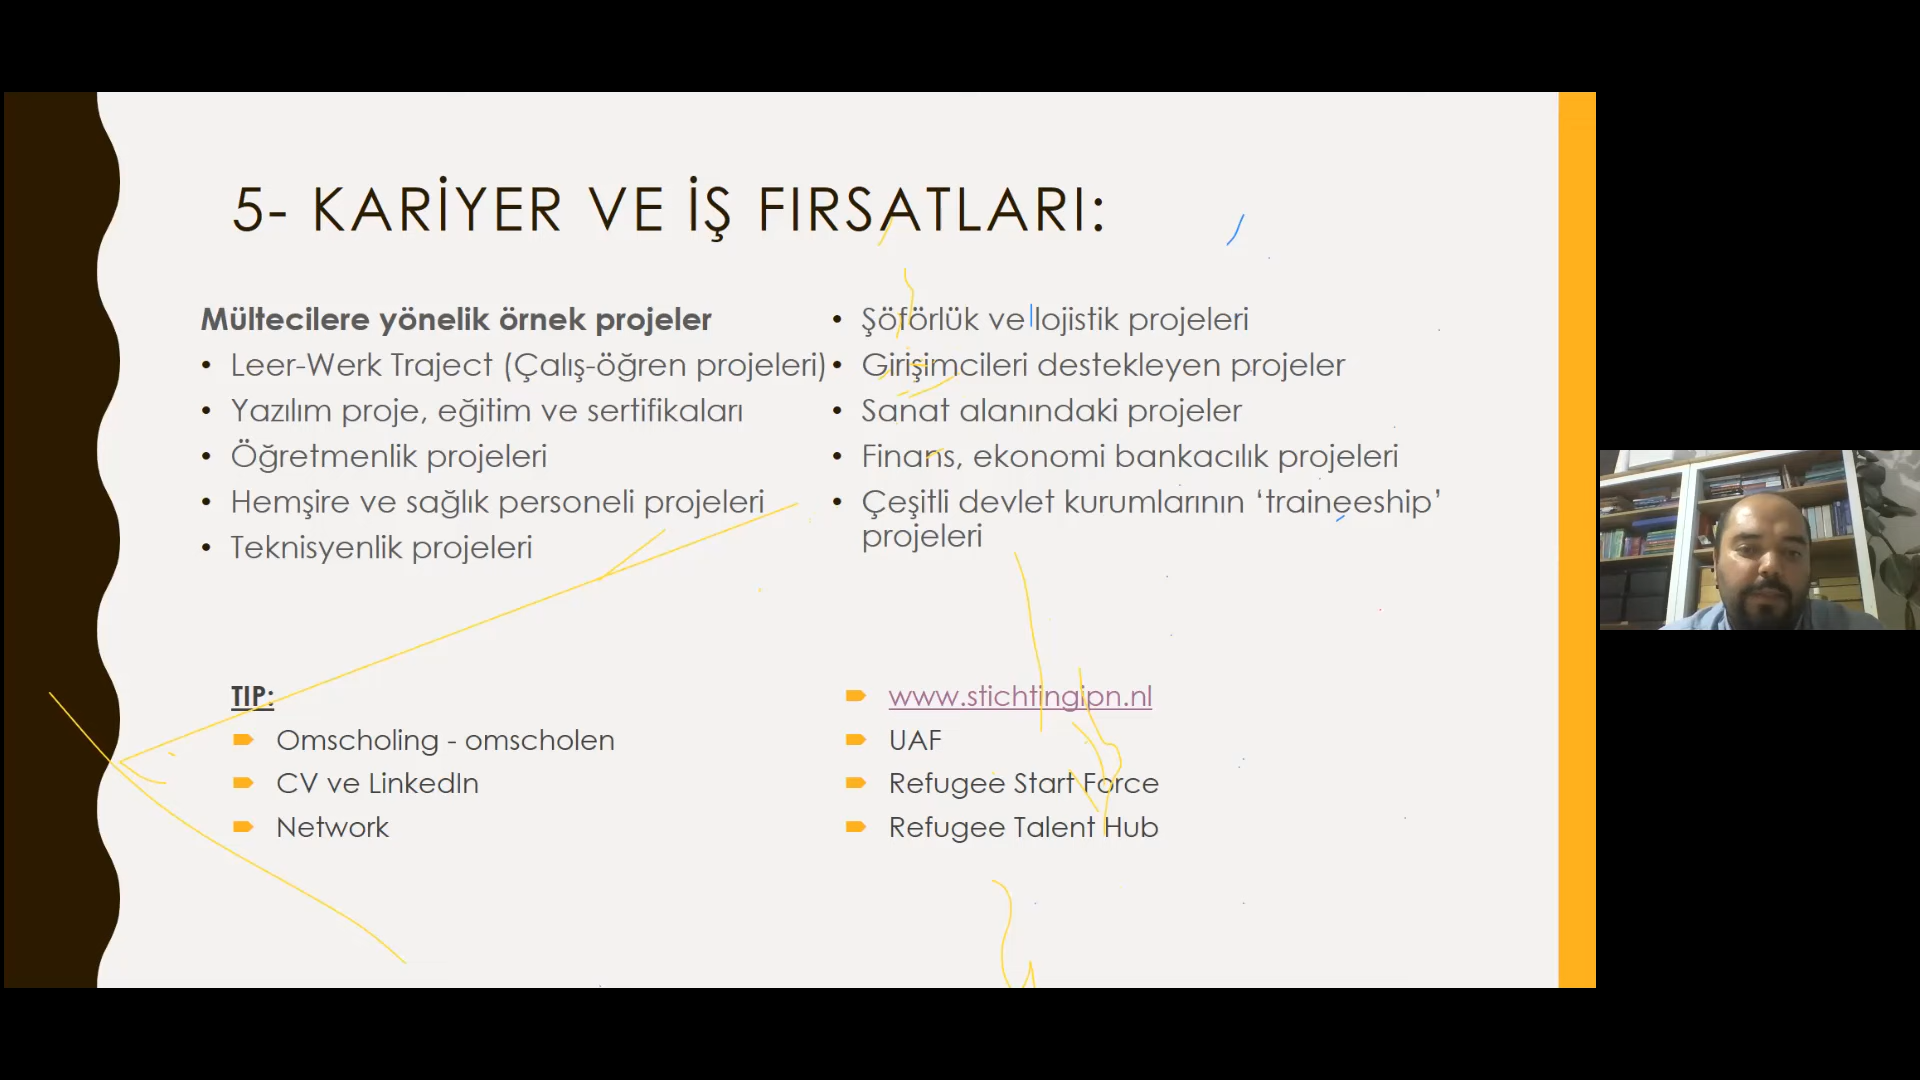 5- KARİYER VE İŞ FIRSATLARI:
Mültecilere yönelik örnek projeler
• Leer-Werk Traject (Çalış-öğren projeleri)
• Yazılım proje, eğitim ve sertifikaları
• Öğretmenlik projeleri
• Hemşire ve sağlık personeli projeleri
• Teknisyenlik projeleri
• Şöförlük ve lojistik projeleri
• Girişimcileri destekleyen projeler
• Sanat alanındaki projeler
• Finans, ekonomi bankacılık projeleri
• Çeşitli devlet kurumlarının ‘traineeship’
projeleri
TIP:
Omscholing - omscholen
CV ve LinkedIn
Network
www.stichtingipn.nl
UAF
Refugee Start Force
Refugee Talent Hub